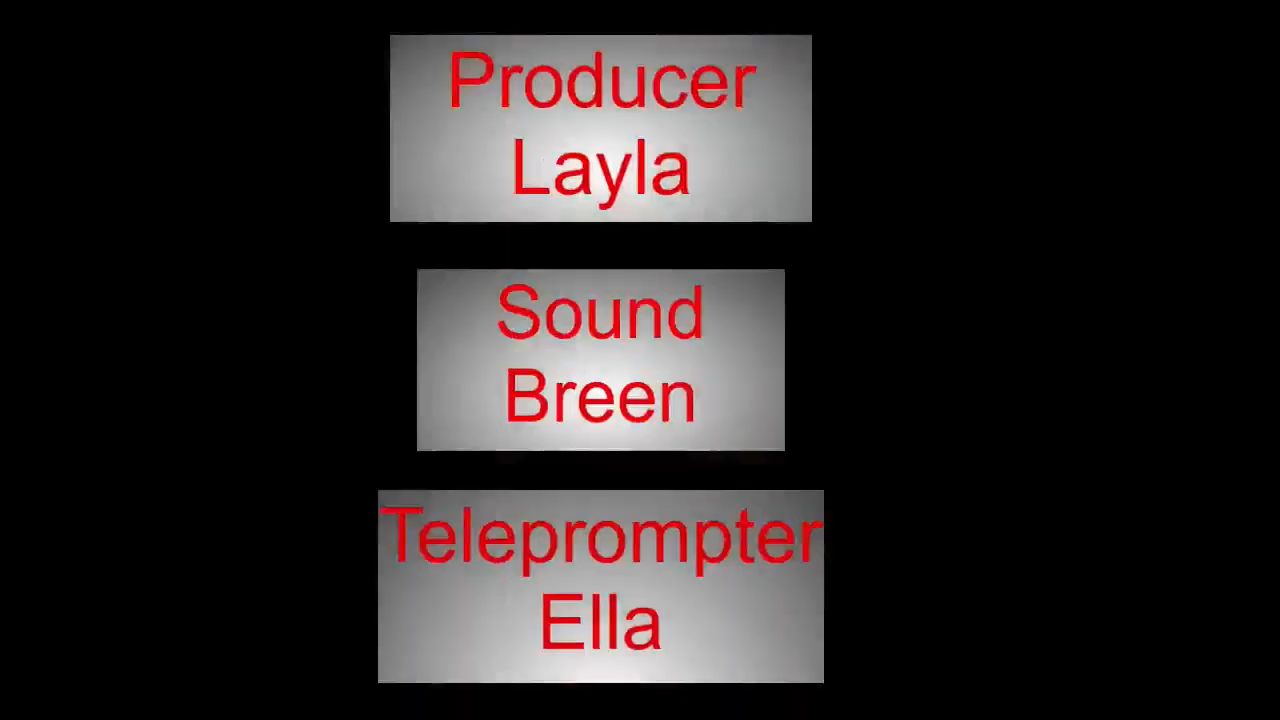 Producer
Layla
Sound
Breen
Teleprompter
Ella